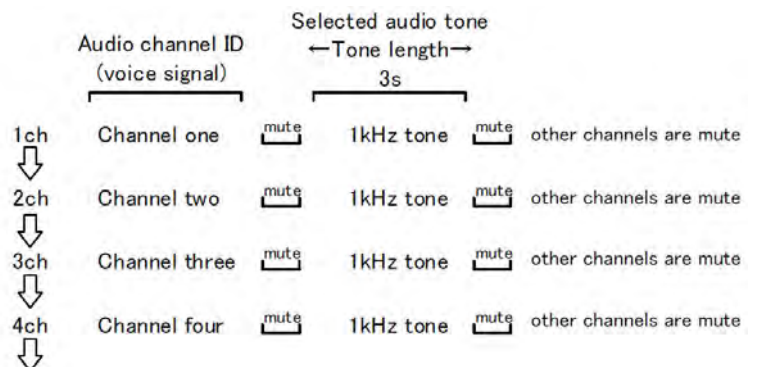 Selected audio tone
Audio channel ID ←Tone length→
(voice signal) 3s
1ch Channel one mute 1kHz tone mute other channels are mute
2ch Channel two mute 1kHz tone mute other channels are mute
3ch Channel three mute 1kHz tone mute other channels are mute
4ch Channel four mute 1kHz tone mute other channels are mute